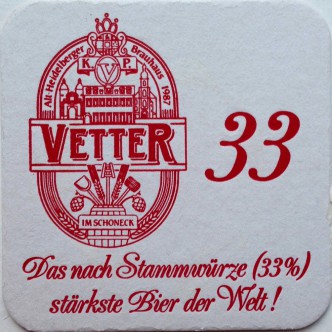 Alt-Heidelberger Brauhaus 1987
K. V P.
VETTER
33
IM SCHÖNECK
Das nach Stammwürze (33%)
stärkste Bier der Welt!